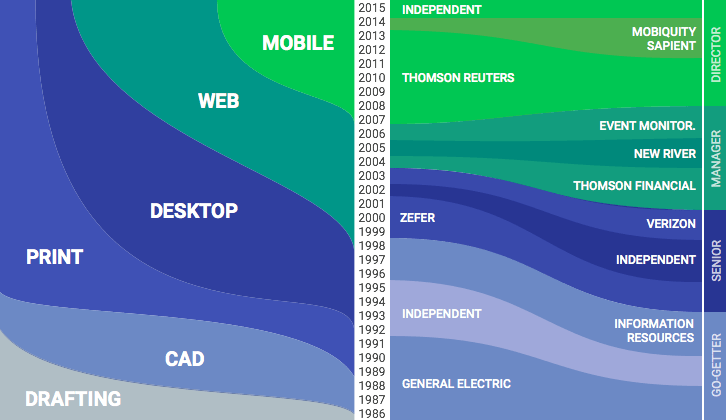 MOBILE
WEB
DESKTOP
PRINT
CAD
DRAFTING
2015
2014
2013
2012
2011
2010
2009
2008
2007
2006
2005
2004
2003
2002
2001
2000
1999
1998
1997
1996
1995
1994
1993
1992
1991
1990
1989
1988
1987
1986
INDEPENDENT
MOBIQUITY
SAPIENT
THOMSON REUTERS
EVENT MONITOR.
NEW RIVER
THOMSON FINANCIAL
ZEFER
VERIZON
INDEPENDENT
INDEPENDENT
INFORMATION
RESOURCES
GENERAL ELECTRIC
DIRECTOR
MANAGER
SENIOR
GO-GETTER